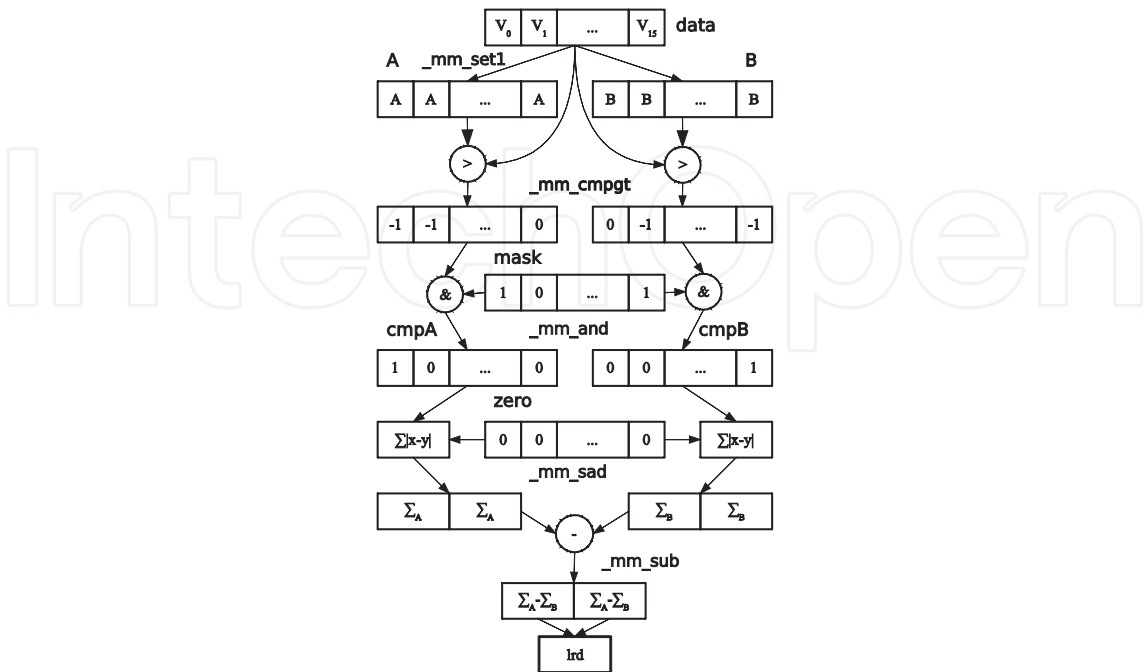 V0 V1 ... V15 data
A _mm_set1 B
A A ... A B B ... B
> >
_mm_cmpgt
-1 -1 ... 0 0 -1 ... -1
mask
& 1 0 ... 1 &
cmpA _mm_and cmpB
1 0 ... 0 0 0 ... 1
zero
∑|x-y| 0 0 ... 0 ∑|x-y|
_mm_sad
∑A ∑A ∑B ∑B
-
_mm_sub
∑A-∑B ∑A-∑B
lrd
IntechOpen